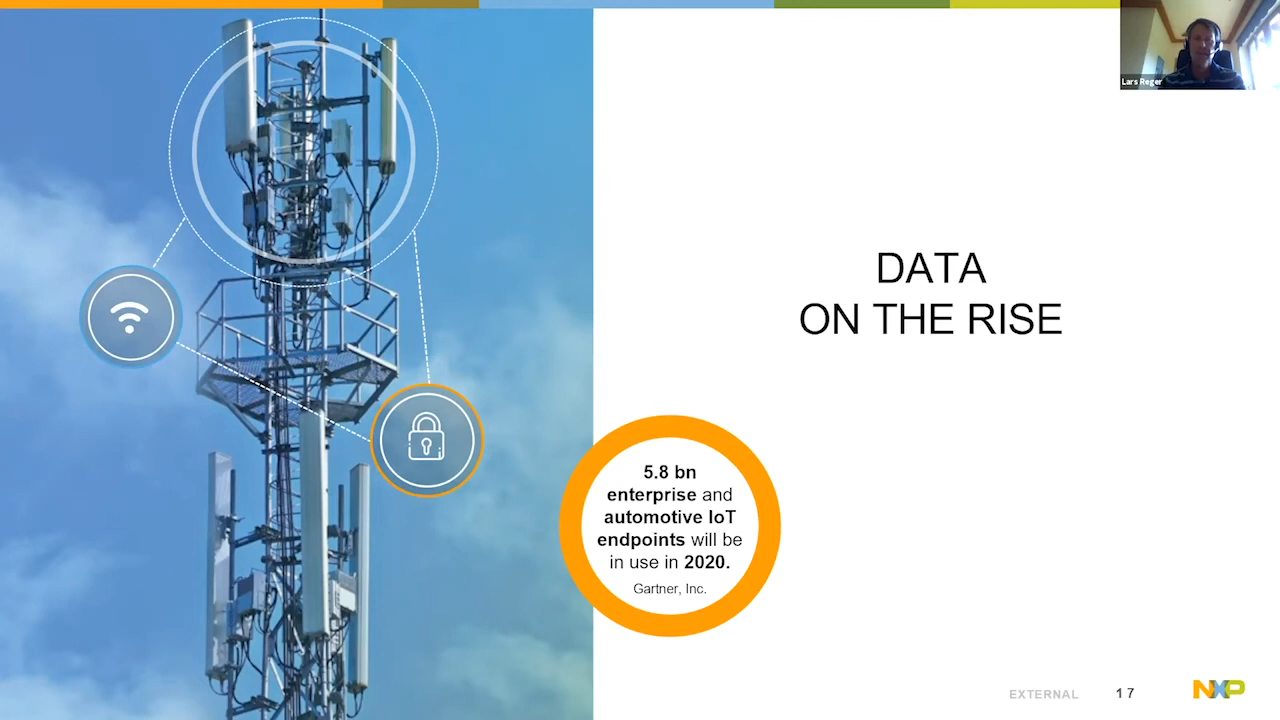 Lars Reger
DATA
ON THE RISE
5.8 bn
enterprise and
automotive IoT
endpoints will be
in use in 2020.
Gartner, Inc.
EXTERNAL
17
NXP